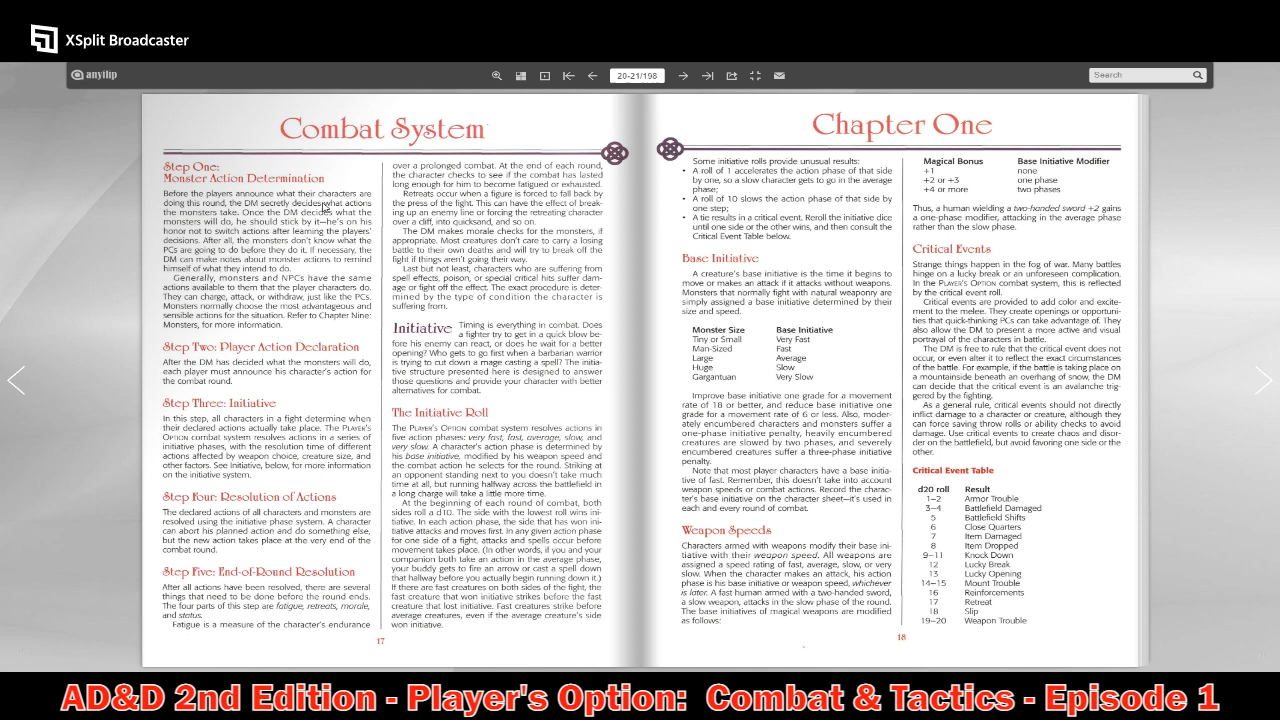 XSplit Broadcaster
anyflip
20-21/198
Search
Combat System
Step One:
Monster Action Determination
Before the players announce what their characters are
doing this round, the DM secretly decides what actions
the monsters take. Once the DM decides what the
monsters will do, he should stick by it—he's on his
honor not to switch actions after learning the players'
decisions. After all, the monsters don't know what the
PCs are going to do before they do it. If necessary, the
DM can make notes about monster actions to remind
himself of what they intend to do.
Generally, monsters and NPCs have the same
actions available to them that the player characters do.
They can charge, attack, or withdraw, just like the PCs.
Monsters normally choose the most advantageous and
sensible actions for the situation. Refer to Chapter Nine:
Monsters, for more information.
Step Two: Player Action Declaration
After the DM has decided what the monsters will do,
each player must announce his character's action for
the combat round.
Step Three: Initiative
In this step, all characters in a fight determine when
their declared actions actually take place. The PLAYER'S
OPTION combat system resolves actions in a series of
initiative phases, with the exact order of different
actions affected by weapon choice, creature size, and
other factors. See Initiative, below, for more information
on the initiative system.
Step Four: Resolution of Actions
The declared actions of all characters and monsters are
resolved using the initiative phase system. A character
can abort his planned action and do something else,
but the new action takes place at the very end of the
combat round.
Step Five: End-of-Round Resolution
After all actions have been resolved, there are several
things that need to be done before the round ends.
The four parts of this step are fatigue, retreats, morale,
and status.
Fatigue is a measure of the character's endurance
over a prolonged combat. At the end of each round,
the character checks to see if the combat has lasted
long enough for him to become fatigued or exhausted.
Retreats occur when a figure is forced to fall back by
the press of the fight. This can have the effect of break-
ing up an enemy line or forcing the retreating character
over a cliff, into quicksand, and so on.
The DM makes morale checks for the monsters, if
appropriate. Most creatures don't care to carry a losing
battle to their own deaths and will try to break off the
fight if things aren't going their way.
Last but not least, characters who are suffering from
spell effects, poison, or special critical hits suffer dam-
age or fight off the effect. The exact procedure is deter-
mined by the type of condition the character is
suffering from.
Initiative Timing is everything in combat. Does
a fighter try to get in a quick blow be-
fore his enemy can react, or does he wait for a better
opening? Who gets to go first when a barbarian warrior
is trying to cut down a mage casting a spell? The initia-
tive structure presented here is designed to answer
those questions and provide your character with better
alternatives for combat.
The Initiative Roll
The PLAYER'S OPTION combat system resolves actions in
five action phases: very fast, fast, average, slow, and
very slow. A character's action phase is determined by
his base initiative, modified by his weapon speed and
the combat action he selects for the round. Striking at
an opponent standing next to you doesn't take much
time at all, but running halfway across the battlefield in
a long charge will take a little more time.
At the beginning of each round of combat, both
sides roll a d10. The side with the lowest roll wins ini-
tiative. In each action phase, the side that has won ini-
tiative attacks and moves first. In any given action phase
for one side of a fight, attacks and spells occur before
movement takes place. (In other words, if you and your
companion both take an action in the average phase,
your buddy gets to fire an arrow or cast a spell down
that hallway before you actually begin running down it.)
If there are fast creatures on both sides of the fight, the
fast creature that won initiative strikes before the fast
creature that lost initiative. Fast creatures strike before
average creatures, even if the average creature's side
won initiative.
17
Chapter One
Some initiative rolls provide unusual results:
• A roll of 1 accelerates the action phase of that side
by one, so a slow character gets to go in the average
phase;
• A roll of 10 slows the action phase of that side by
one step;
• A tie results in a critical event. Reroll the initiative dice
until one side or the other wins, and then consult the
Critical Event Table below.
Base Initiative
A creature's base initiative is the time it begins to
move or makes an attack if it attacks without weapons.
Monsters that normally fight with natural weaponry are
simply assigned a base initiative determined by their
size and speed.
Monster Size Base Initiative
Tiny or Small Very Fast
Man-Sized Fast
Large Average
Huge Slow
Gargantuan Very Slow
Improve base initiative one grade for a movement
rate of 18 or better, and reduce base initiative one
grade for a movement rate of 6 or less. Also, moder-
ately encumbered characters and monsters suffer a
one-phase initiative penalty, heavily encumbered
creatures are slowed by two phases, and severely
encumbered creatures suffer a three-phase initiative
penalty.
Note that most player characters have a base initia-
tive of fast. Remember, this doesn't take into account
weapon speeds or combat actions. Record the charac-
ter's base initiative on the character sheet—it's used in
each and every round of combat.
Weapon Speeds
Characters armed with weapons modify their base ini-
tiative with their weapon speed. All weapons are
assigned a speed rating of fast, average, slow, or very
slow. When the character makes an attack, his action
phase is his base initiative or weapon speed, whichever
is later. A fast human armed with a two-handed sword,
a slow weapon, attacks in the slow phase of the round.
The base initiatives of magical weapons are modified
as follows:
Magical Bonus Base Initiative Modifier
+1 none
+2 or +3 one phase
+4 or more two phases
Thus, a human wielding a two-handed sword +2 gains
a one-phase modifier, attacking in the average phase
rather than the slow phase.
Critical Events
Strange things happen in the fog of war. Many battles
hinge on a lucky break or an unforeseen complication.
In the PLAYER'S OPTION combat system, this is reflected
by the critical event roll.
Critical events are provided to add color and excite-
ment to the melee. They create openings or opportuni-
ties that quick-thinking PCs can take advantage of. They
also allow the DM to present a more active and visual
portrayal of the characters in battle.
The DM is free to rule that the critical event does not
occur, or even alter it to reflect the exact circumstances
of the battle. For example, if the battle is taking place on
a mountainside beneath an overhang of snow, the DM
can decide that the critical event is an avalanche trig-
gered by the fighting.
As a general rule, critical events should not directly
inflict damage to a character or creature, although they
can force saving throw rolls or ability checks to avoid
damage. Use critical events to create chaos and disor-
der on the battlefield, but avoid favoring one side or the
other.
Critical Event Table
d20 roll Result
1–2 Armor Trouble
3–4 Battlefield Damaged
5 Battlefield Shifts
6 Close Quarters
7 Item Damaged
8 Item Dropped
9–11 Knock Down
12 Lucky Break
13 Lucky Opening
14–15 Mount Trouble
16 Reinforcements
17 Retreat
18 Slip
19–20 Weapon Trouble
18
AD&D 2nd Edition - Player's Option: Combat & Tactics - Episode 1